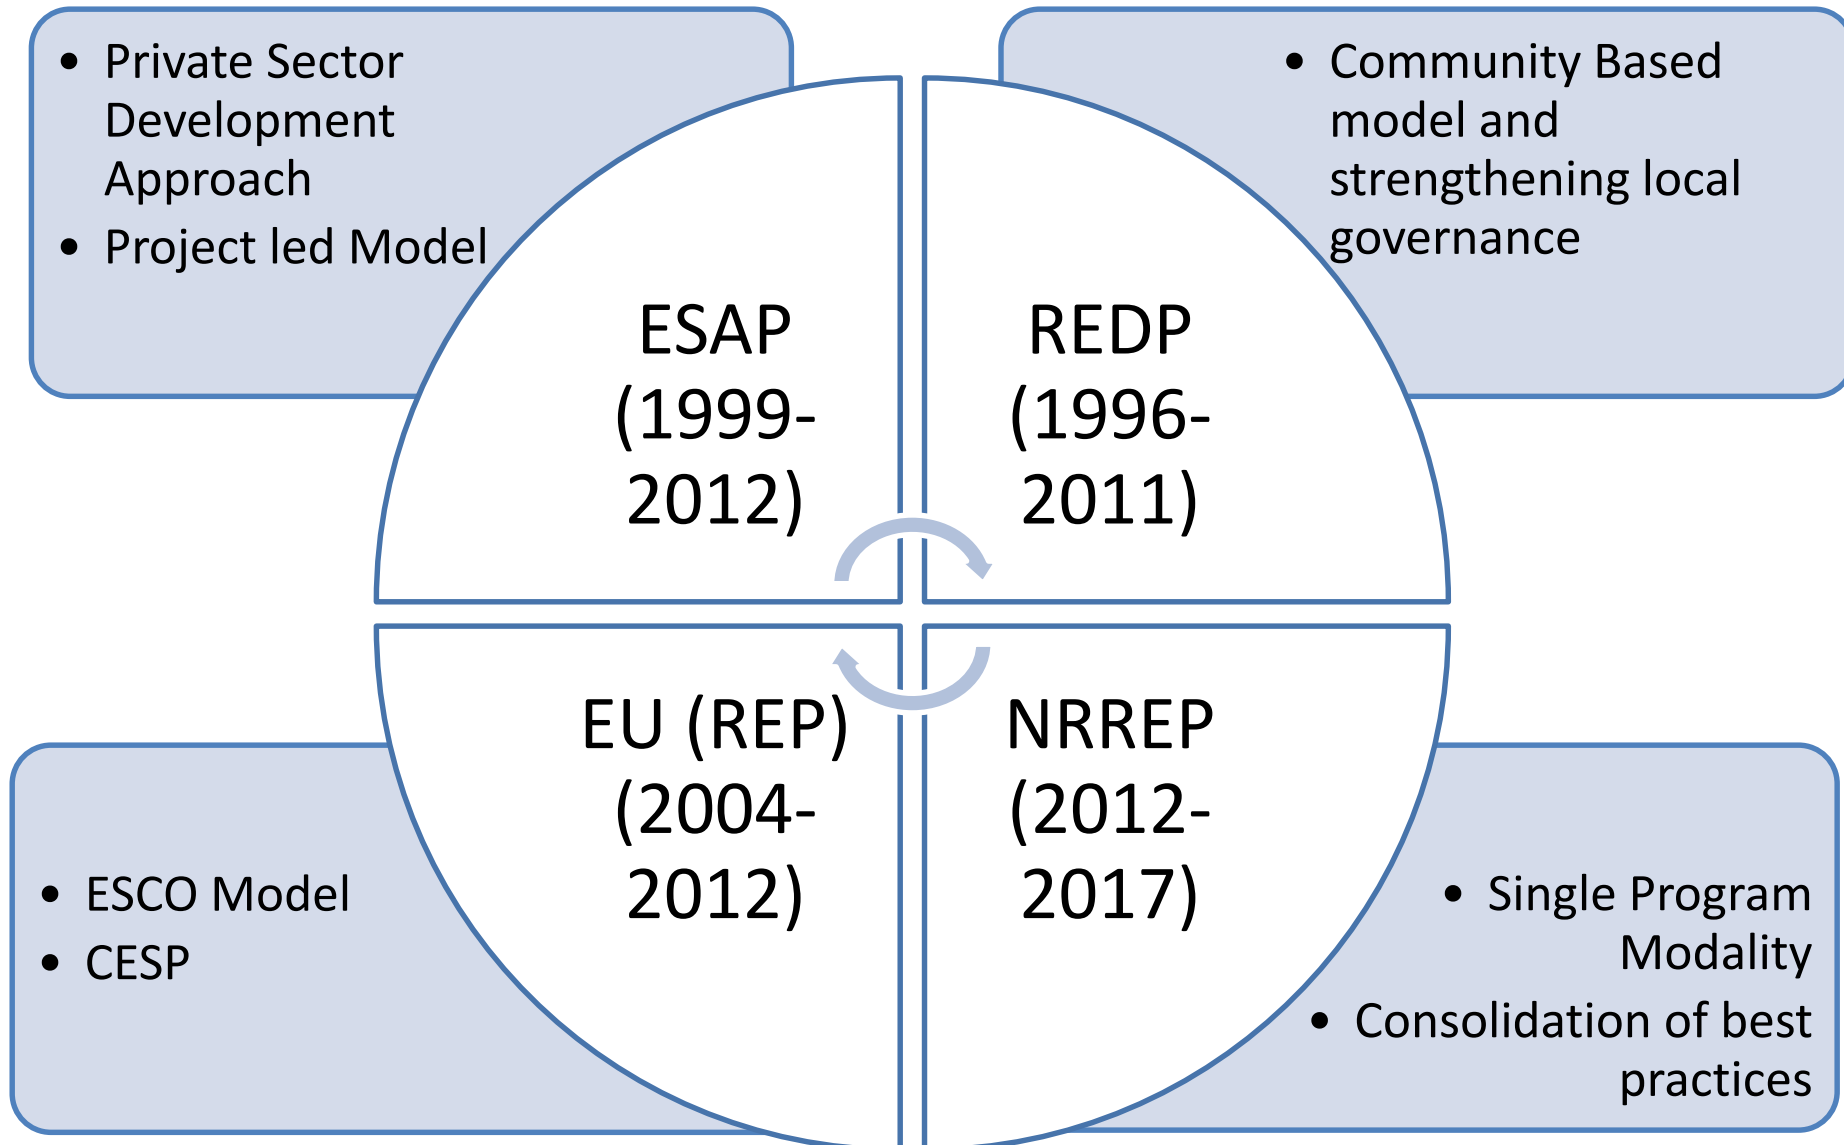 • Private Sector
Development
Approach
• Project led Model
• Community Based
model and
strengthening local
governance
ESAP
(1999-
2012)
REDP
(1996-
2011)
EU (REP)
(2004-
2012)
NRREP
(2012-
2017)
• ESCO Model
• CESP
• Single Program
Modality
• Consolidation of best
practices